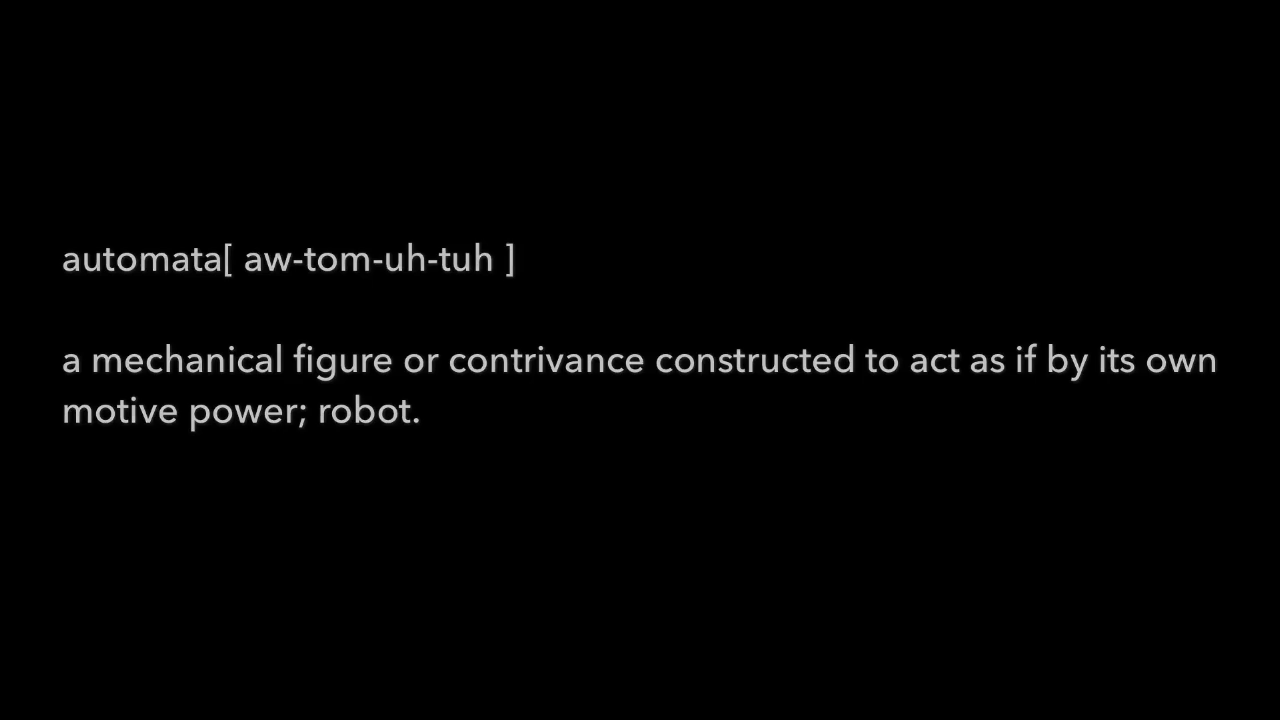 automata[ aw-tom-uh-tuh ]
a mechanical figure or contrivance constructed to act as if by its own
motive power; robot.